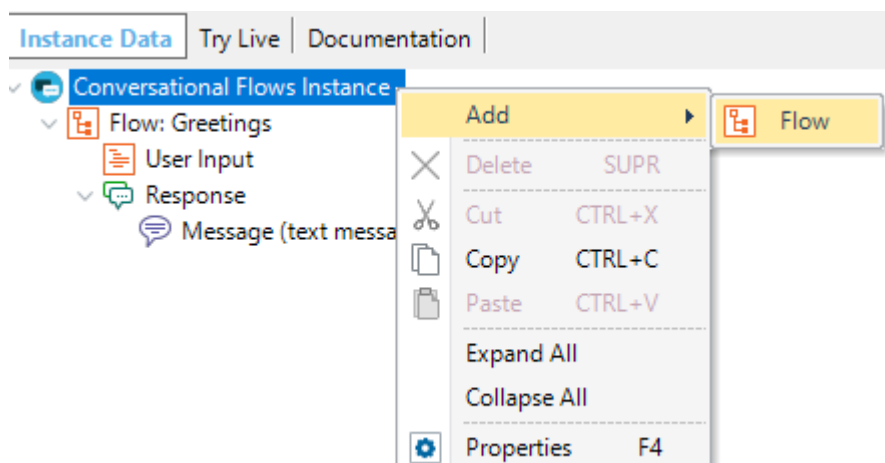 Instance Data Try Live Documentation
Conversational Flows Instance
Flow: Greetings
User Input
Response
Message (text messa
Add
Delete SUPR
Cut CTRL+X
Copy CTRL+C
Paste CTRL+V
Expand All
Collapse All
Properties F4
Flow